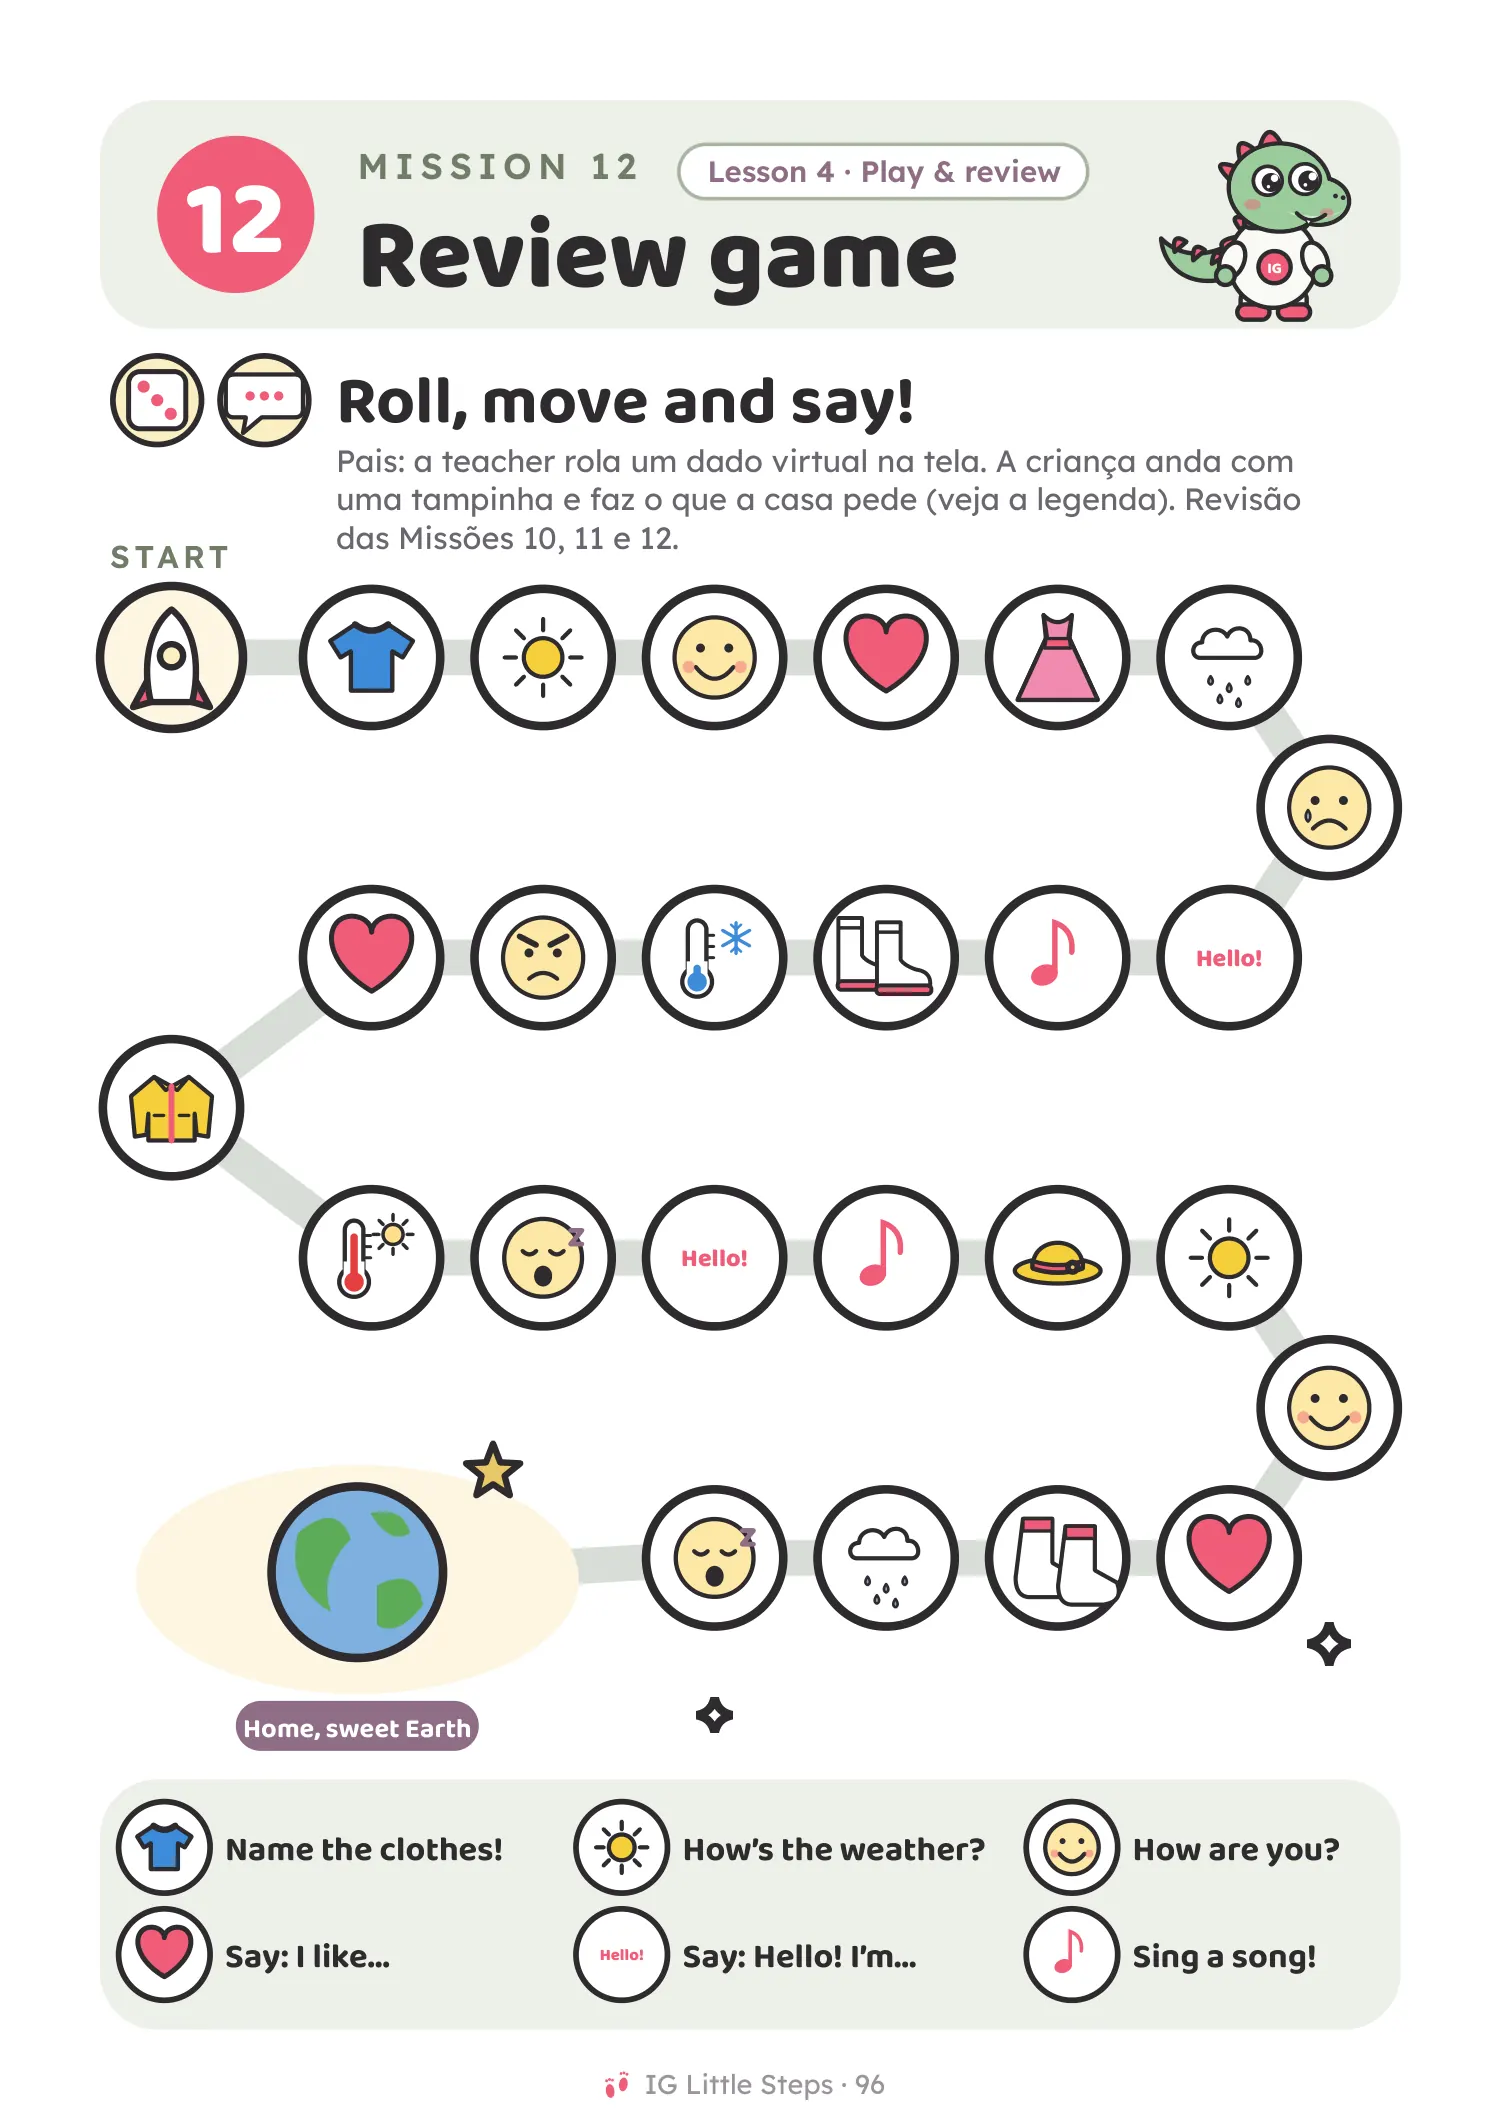 12
MISSION 12
Lesson 4 · Play & review
Review game
IG
Roll, move and say!
Pais: a teacher rola um dado virtual na tela. A criança anda com
uma tampinha e faz o que a casa pede (veja a legenda). Revisão
das Missões 10, 11 e 12.
START
Hello!
z
Hello!
z
Home, sweet Earth
Name the clothes!
How's the weather?
How are you?
Say: I like...
Hello!
Say: Hello! I'm...
Sing a song!
IG Little Steps · 96